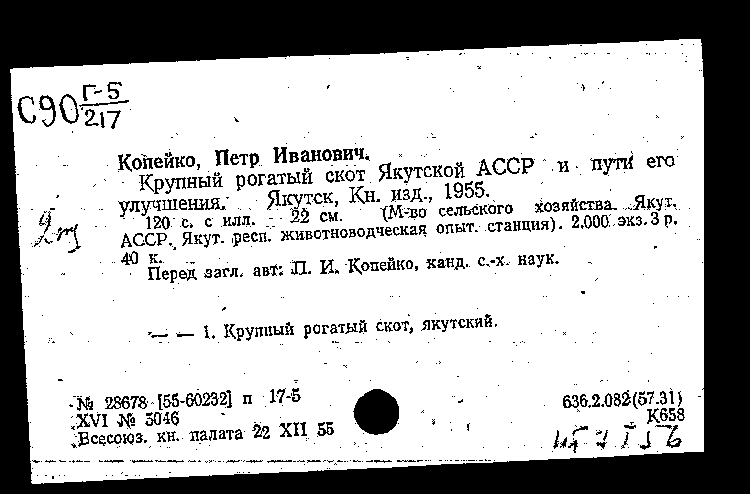 С90 Г-5/217
Копейко, Петр Иванович.
Крупный рогатый скот Якутской АССР и пути его
улучшения. Якутск, Кн. изд., 1955.
120 с. с илл. 22 см. (М-во сельского хозяйства Якут.
АССР. Якут. респ. животноводческая опыт. станция). 2.000 экз. 3 р.
40 к.
Перед загл. авт: П. И. Копейко, канд. с.-х. наук.
— — 1. Крупный рогатый скот, якутский.
№ 28678 [55-60232] п 17-5
XVI № 5046
Всесоюз. кн. палата 22 XII 55
636.2.082(57.31)
К658